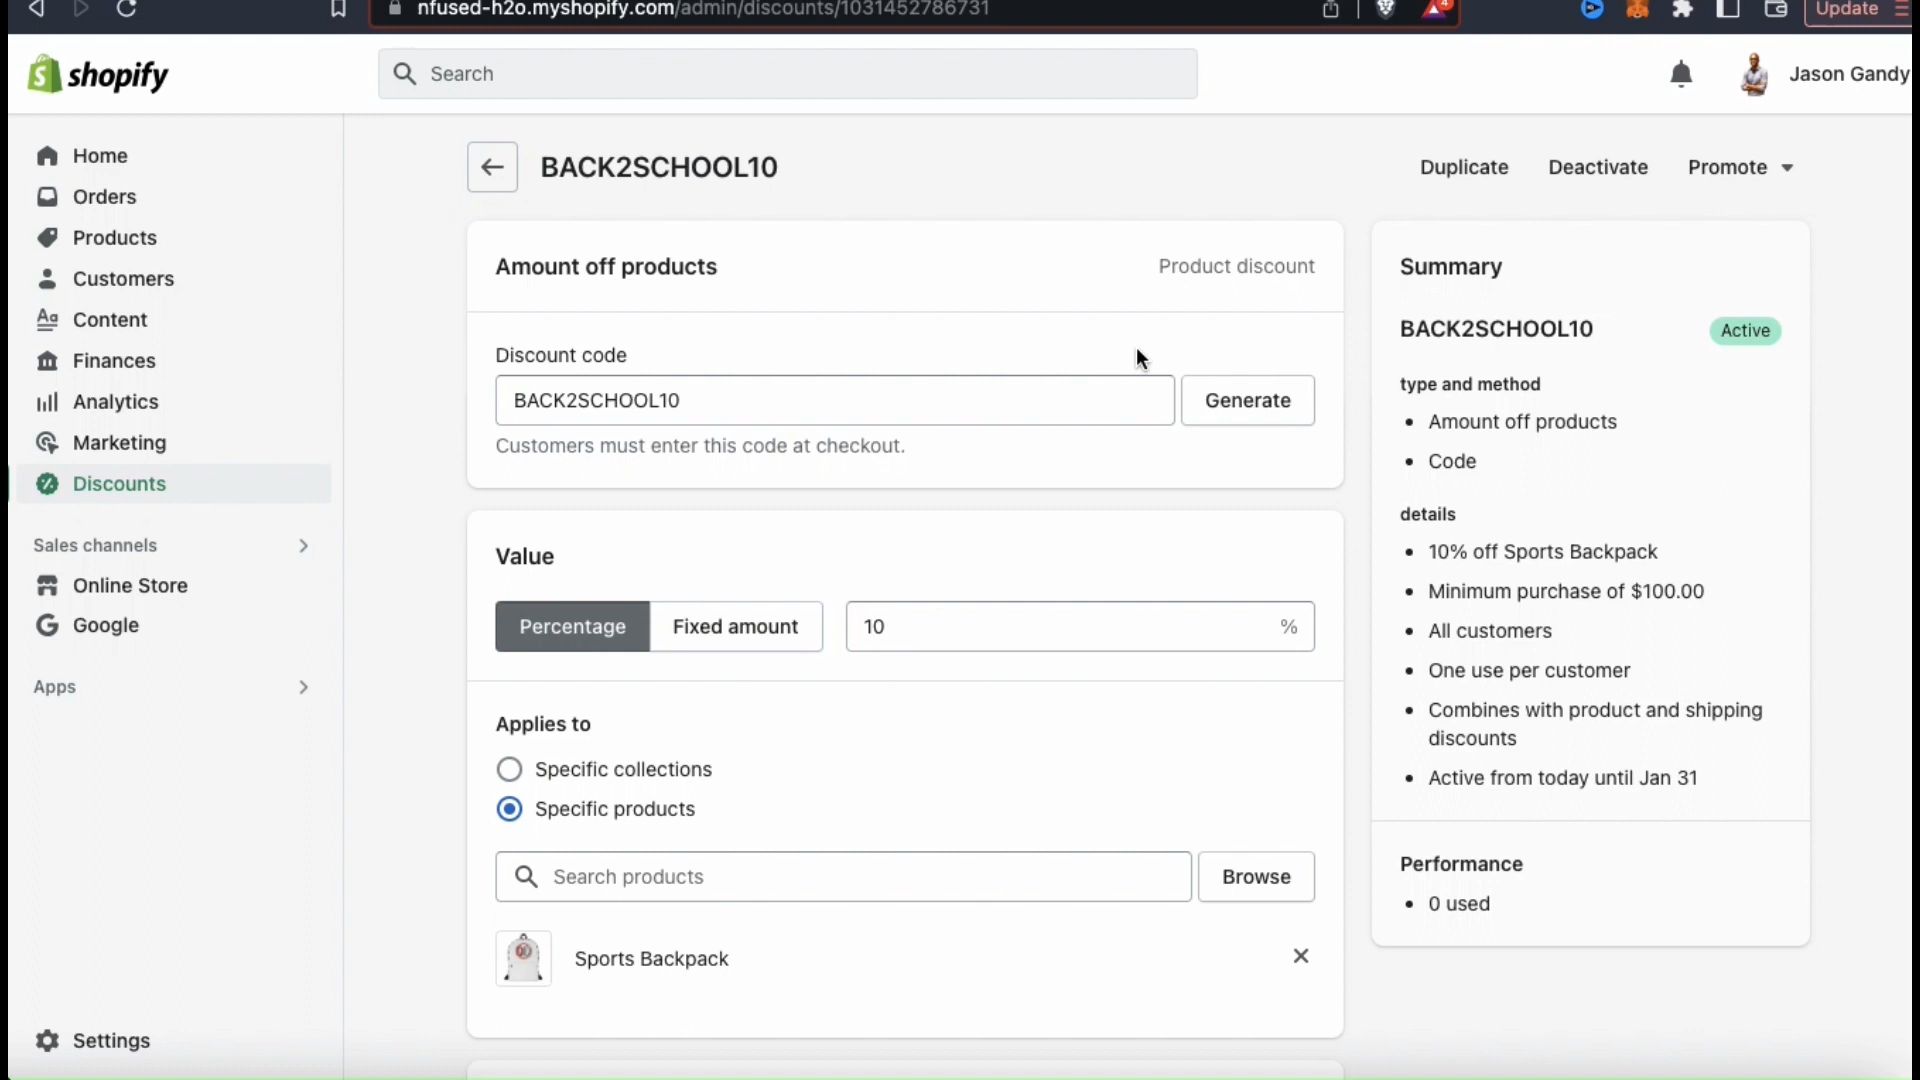 nfused-h2o.myshopify.com/admin/discounts/1031452786731
4
Update
shopify
Search
Jason Gandy
Home
Orders
Products
Customers
Content
Finances
Analytics
Marketing
Discounts
Sales channels
Online Store
Google
Apps
Settings
BACK2SCHOOL10
Duplicate
Deactivate
Promote
Amount off products
Product discount
Discount code
BACK2SCHOOL10
Generate
Customers must enter this code at checkout.
Value
Percentage
Fixed amount
10
%
Applies to
Specific collections
Specific products
Search products
Browse
Sports Backpack
Summary
BACK2SCHOOL10
Active
type and method
Amount off products
Code
details
10% off Sports Backpack
Minimum purchase of $100.00
All customers
One use per customer
Combines with product and shipping
discounts
Active from today until Jan 31
Performance
0 used